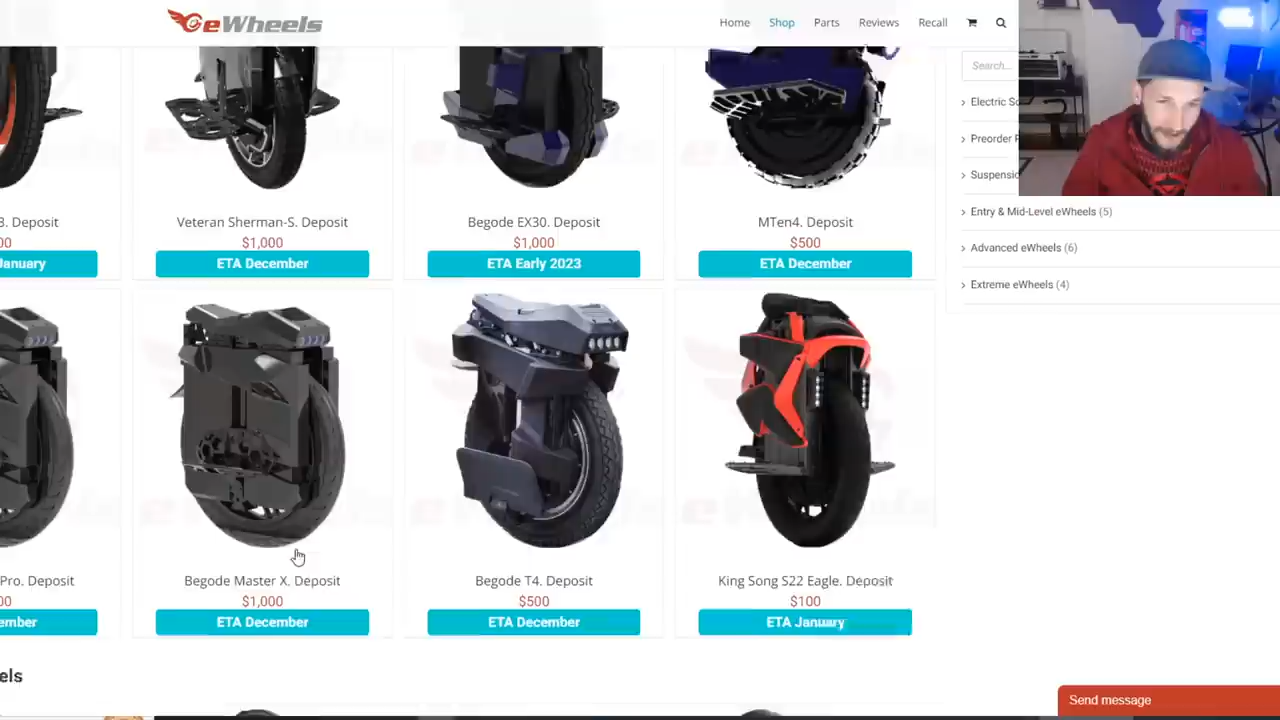 eWheels
Home Shop Parts Reviews Recall
Search...
Electric Sc
Preorder P
Suspensio
Entry & Mid-Level eWheels (5)
Advanced eWheels (6)
Extreme eWheels (4)
3. Deposit
00
January
Veteran Sherman-S. Deposit
$1,000
ETA December
Begode EX30. Deposit
$1,000
ETA Early 2023
MTen4. Deposit
$500
ETA December
Pro. Deposit
00
ember
Begode Master X. Deposit
$1,000
ETA December
Begode T4. Deposit
$500
ETA December
King Song S22 Eagle. Deposit
$100
ETA January
els
Send message